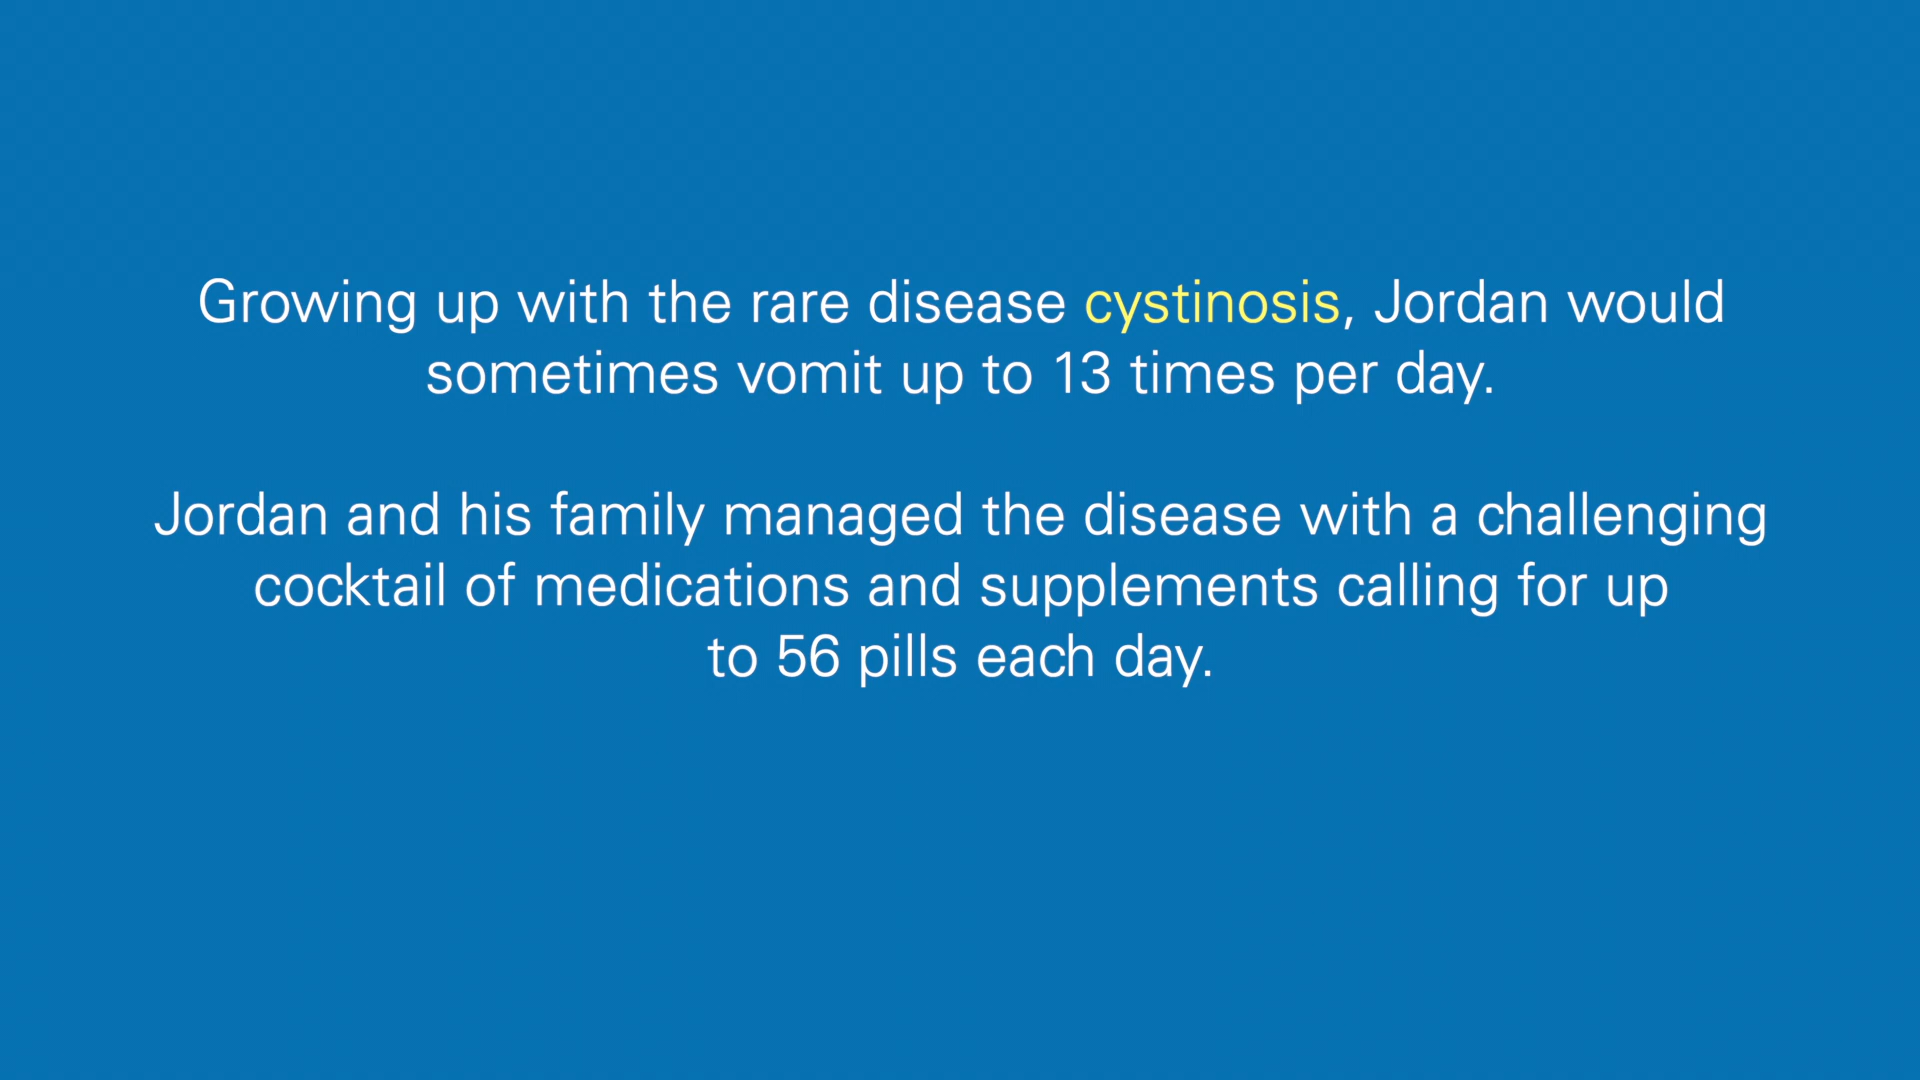 Growing up with the rare disease cystinosis, Jordan would
sometimes vomit up to 13 times per day.
Jordan and his family managed the disease with a challenging
cocktail of medications and supplements calling for up
to 56 pills each day.